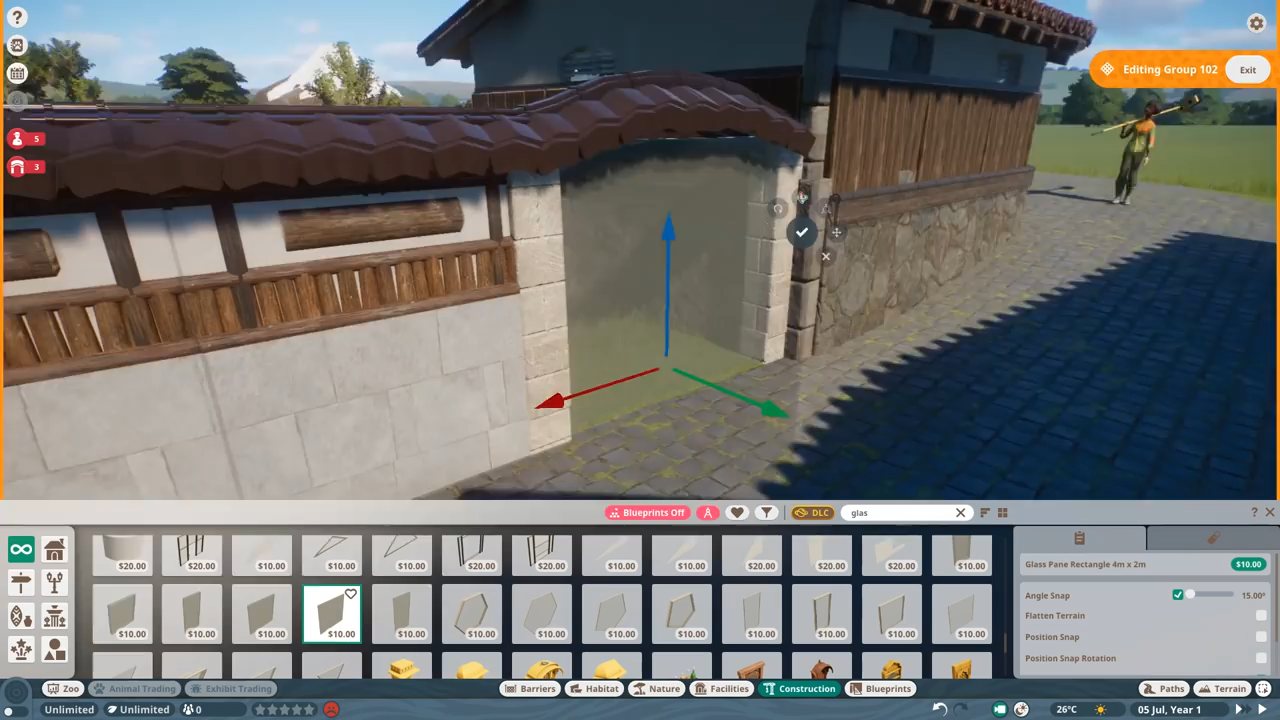 ?
Editing Group 102
Exit
5
3
Blueprints Off
DLC
glas
?
$20.00 $20.00 $10.00 $10.00 $10.00 $20.00 $20.00 $10.00 $10.00 $20.00 $20.00 $20.00 $10.00
Glass Pane Rectangle 4m x 2m
$10.00
Angle Snap
15.00°
Flatten Terrain
$10.00 $10.00 $10.00 $10.00 $10.00 $10.00 $10.00 $10.00 $10.00 $10.00 $10.00 $10.00 $10.00
Position Snap
Position Snap Rotation
Zoo
Animal Trading
Exhibit Trading
Barriers
Habitat
Nature
Facilities
Construction
Blueprints
Paths
Terrain
Unlimited
Unlimited
0
26°C
05 Jul, Year 1